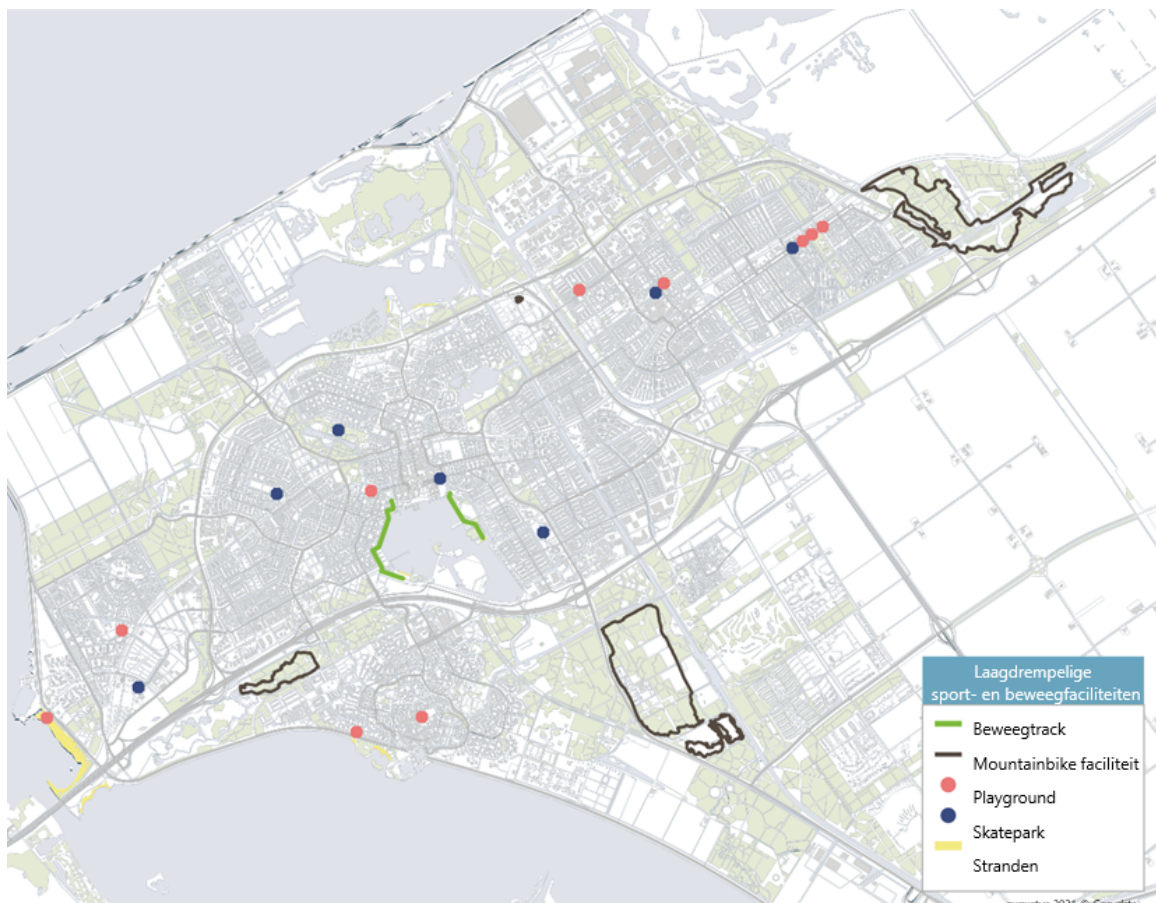 Laagdrempelige
sport- en beweegfaciliteiten
Beweegtrack
Mountainbike faciliteit
Playground
Skatepark
Stranden